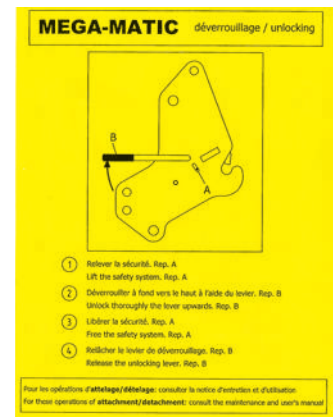 MEGA-MATIC déverrouillage / unlocking
B
A
1 Relever la sécurité. Rep. A
Lift the safety system. Rep. A
2 Déverrouiller à fond vers le haut à l'aide du levier. Rep. B
Unlock thoroughly the lever upwards. Rep. B
3 Libérer la sécurité. Rep. A
Free the safety system. Rep. A
4 Relâcher le levier de déverrouillage. Rep. B
Release the unlocking lever. Rep. B
Pour les opérations d'attelage/dételage: consulter la notice d'entretien et d'utilisation
For these operations of attachment/detachment: consult the maintenance and user's manual